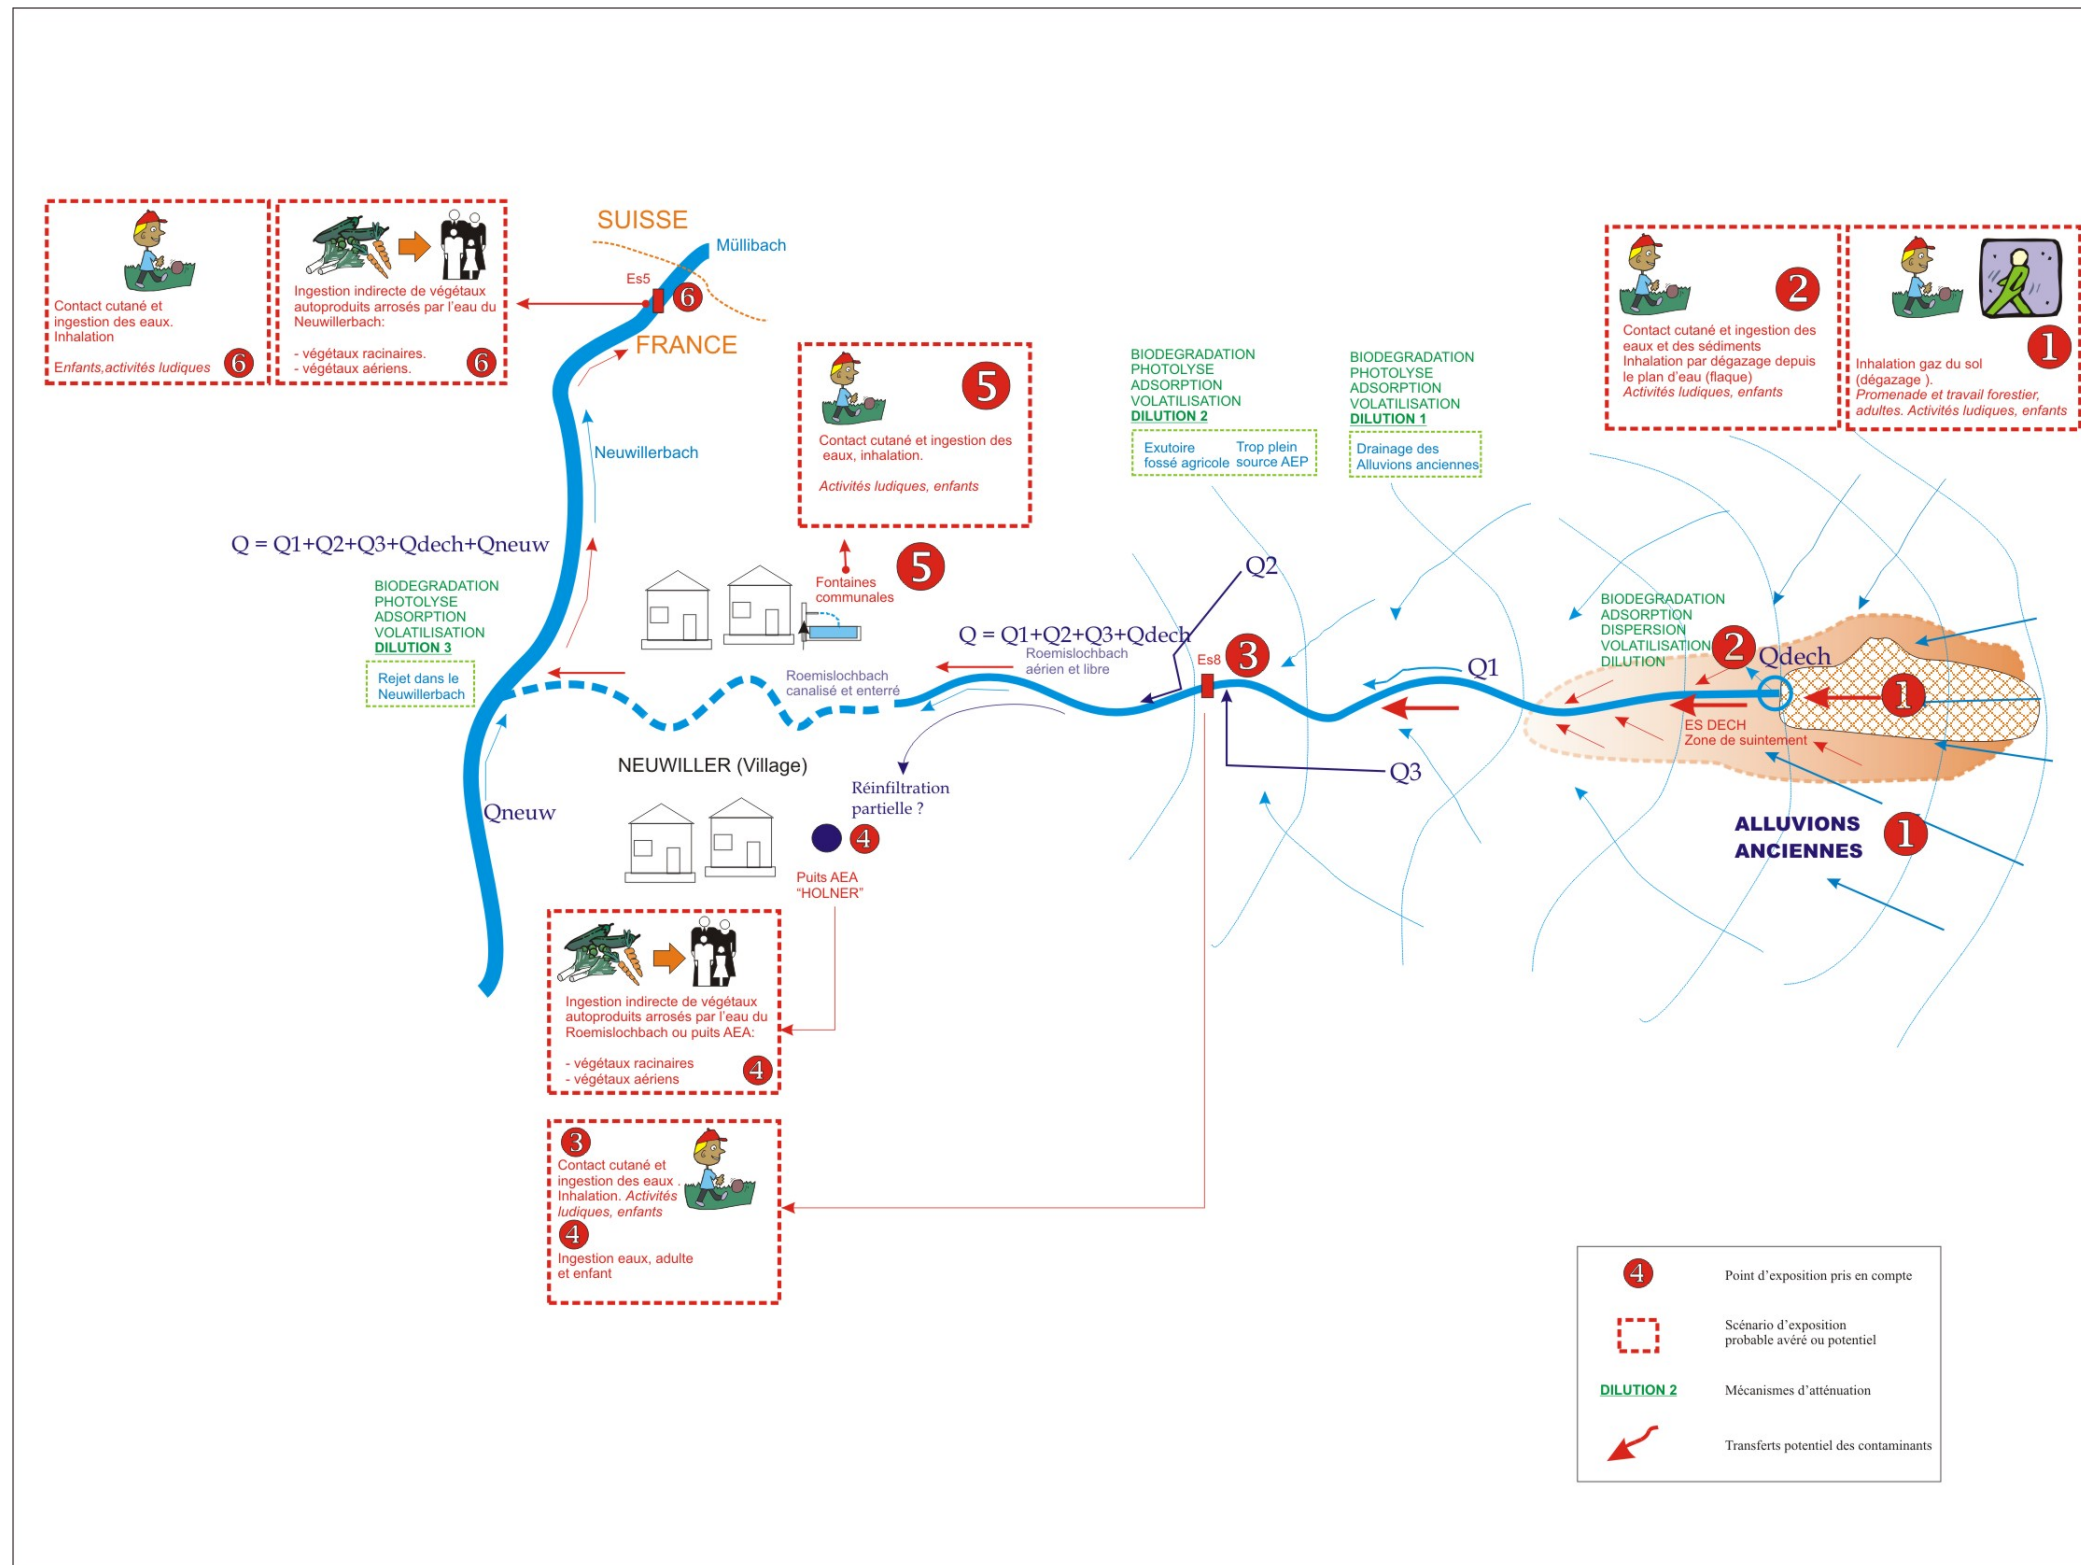 SUISSE
Müllibach
Es5
6
FRANCE
Contact cutané et
ingestion des eaux.
Inhalation
Enfants,activités ludiques
6
Ingestion indirecte de végétaux
autoproduits arrosés par l'eau du
Neuwillerbach:
- végétaux racinaires.
- végétaux aériens.
6
2
Contact cutané et ingestion des
eaux et des sédiments
Inhalation par dégazage depuis
le plan d'eau (flaque)
Activités ludiques, enfants
1
Inhalation gaz du sol
(dégazage ).
Promenade et travail forestier,
adultes. Activités ludiques, enfants
5
Contact cutané et ingestion des
eaux, inhalation.
Activités ludiques, enfants
BIODEGRADATION
PHOTOLYSE
ADSORPTION
VOLATILISATION
DILUTION 2
Exutoire
fossé agricole
Trop plein
source AEP
BIODEGRADATION
PHOTOLYSE
ADSORPTION
VOLATILISATION
DILUTION 1
Drainage des
Alluvions anciennes
Neuwillerbach
Q = Q1+Q2+Q3+Qdech+Qneuw
BIODEGRADATION
PHOTOLYSE
ADSORPTION
VOLATILISATION
DILUTION 3
Rejet dans le
Neuwillerbach
5
Fontaines
communales
Q2
Q = Q1+Q2+Q3+Qdech
Roemislochbach
aérien et libre
Roemislochbach
canalisé et enterré
Es8
3
Q1
BIODEGRADATION
ADSORPTION
DISPERSION
VOLATILISATION
DILUTION
2
Qdech
1
ES DECH
Zone de suintement
NEUWILLER (Village)
Q3
Réinfiltration
partielle ?
Qneuw
4
Puits AEA
“HOLNER”
ALLUVIONS
ANCIENNES
1
Ingestion indirecte de végétaux
autoproduits arrosés par l'eau du
Roemislochbach ou puits AEA:
- végétaux racinaires
- végétaux aériens
4
3
Contact cutané et
ingestion des eaux .
Inhalation. Activités
ludiques, enfants
4
Ingestion eaux, adulte
et enfant
4
Point d'exposition pris en compte
Scénario d'exposition
probable avéré ou potentiel
DILUTION 2
Mécanismes d'atténuation
Transferts potentiel des contaminants